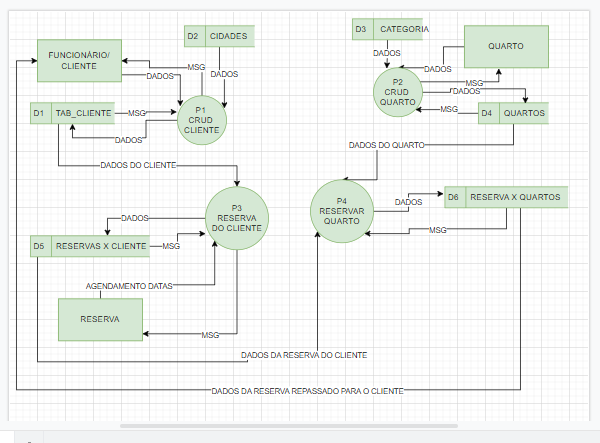 D2 CIDADES
D3 CATEGORIA
FUNCIONÁRIO/
CLIENTE
QUARTO
MSG
DADOS
DADOS
DADOS
DADOS
P1
CRUD
CLIENTE
P2
CRUD
QUARTO
MSG
DADOS
D1 TAB_CLIENTE
MSG
DADOS
MSG
D4 QUARTOS
DADOS DO QUARTO
DADOS DO CLIENTE
P3
RESERVA
DO CLIENTE
P4
RESERVAR
QUARTO
DADOS
D6 RESERVA X QUARTOS
DADOS
MSG
D5 RESERVAS X CLIENTE
MSG
AGENDAMENTO DATAS
RESERVA
MSG
DADOS DA RESERVA DO CLIENTE
DADOS DA RESERVA REPASSADO PARA O CLIENTE